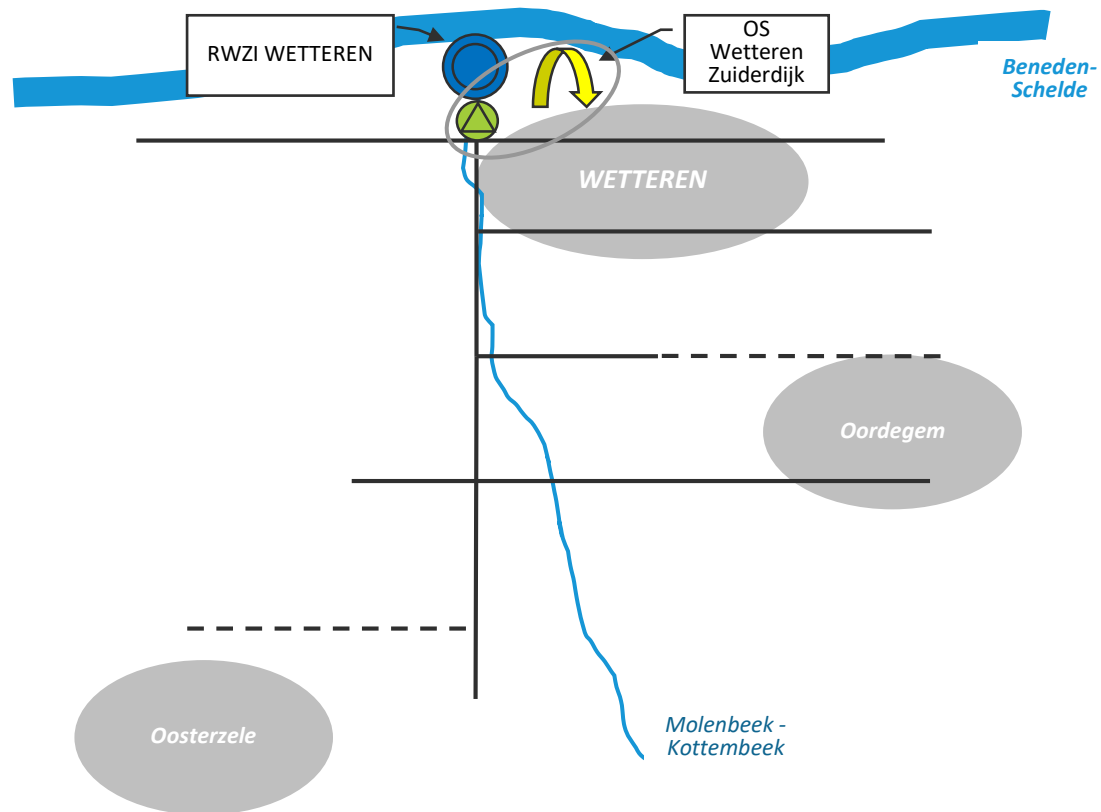 RWZI WETTEREN
OS
Wetteren
Zuiderdijk
Beneden-
Schelde
WETTEREN
Oordegem
Oosterzele
Molenbeek -
Kottembeek